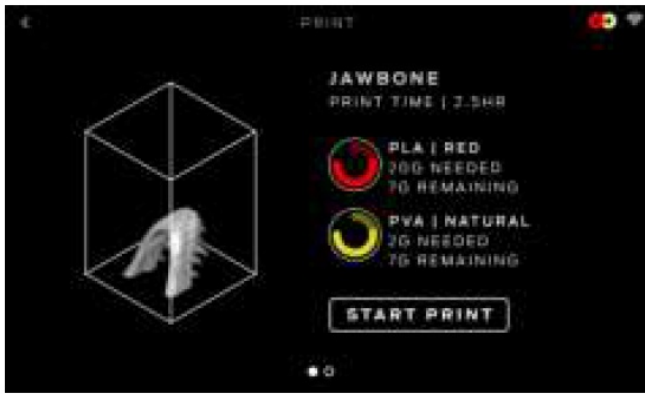 PRINT
JAWBONE
PRINT TIME | 2.5HR
PLA | RED
20G NEEDED
7G REMAINING
PVA | NATURAL
2G NEEDED
7G REMAINING
START PRINT